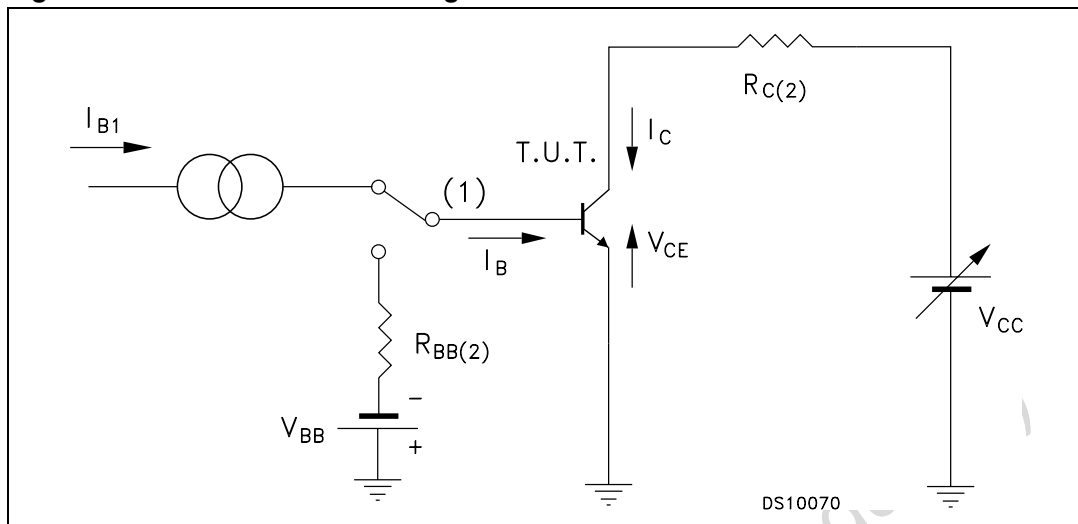 I_B1
R_C(2)
I_C
T.U.T.
(1)
V_CE
I_B
V_CC
R_BB(2)
−
V_BB
+
DS10070